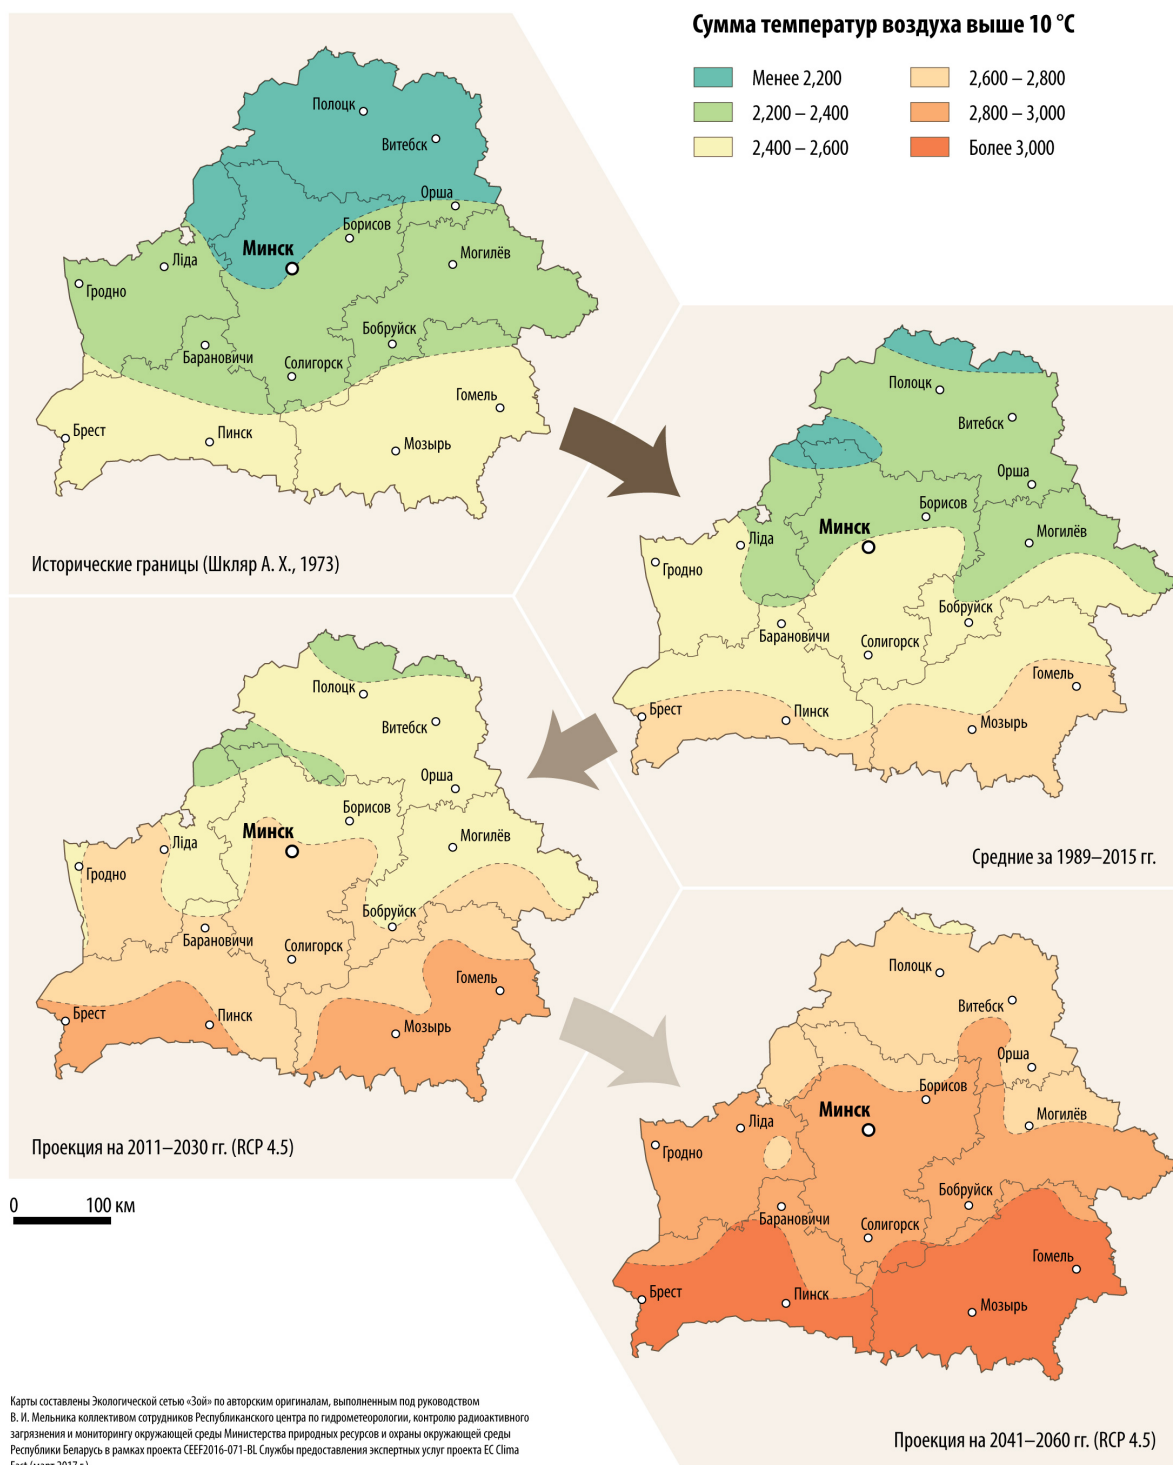 Сумма температур воздуха выше 10 °C
Менее 2,200
2,200 – 2,400
2,400 – 2,600
2,600 – 2,800
2,800 – 3,000
Более 3,000
Полоцк
Витебск
Орша
Борисов
Минск
Могилёв
Ліда
Гродно
Бобруйск
Барановичи
Солигорск
Гомель
Брест
Пинск
Мозырь
Исторические границы (Шкляр А. Х., 1973)
Полоцк
Витебск
Орша
Борисов
Минск
Могилёв
Ліда
Гродно
Бобруйск
Барановичи
Солигорск
Гомель
Брест
Пинск
Мозырь
Средние за 1989–2015 гг.
Полоцк
Витебск
Орша
Борисов
Минск
Могилёв
Ліда
Гродно
Бобруйск
Барановичи
Солигорск
Гомель
Брест
Пинск
Мозырь
Проекция на 2011–2030 гг. (RCP 4.5)
0 100 км
Полоцк
Витебск
Орша
Борисов
Минск
Могилёв
Ліда
Гродно
Бобруйск
Барановичи
Солигорск
Гомель
Брест
Пинск
Мозырь
Проекция на 2041–2060 гг. (RCP 4.5)
Карты составлены Экологической сетью «Зой» по авторским оригиналам, выполненным под руководством
В. И. Мельника коллективом сотрудников Республиканского центра по гидрометеорологии, контролю радиоактивного
загрязнения и мониторингу окружающей среды Министерства природных ресурсов и охраны окружающей среды
Республики Беларусь в рамках проекта CEEF2016-071-BL Службы предоставления экспертных услуг проекта ЕС Clima
East (март 2017 г.)